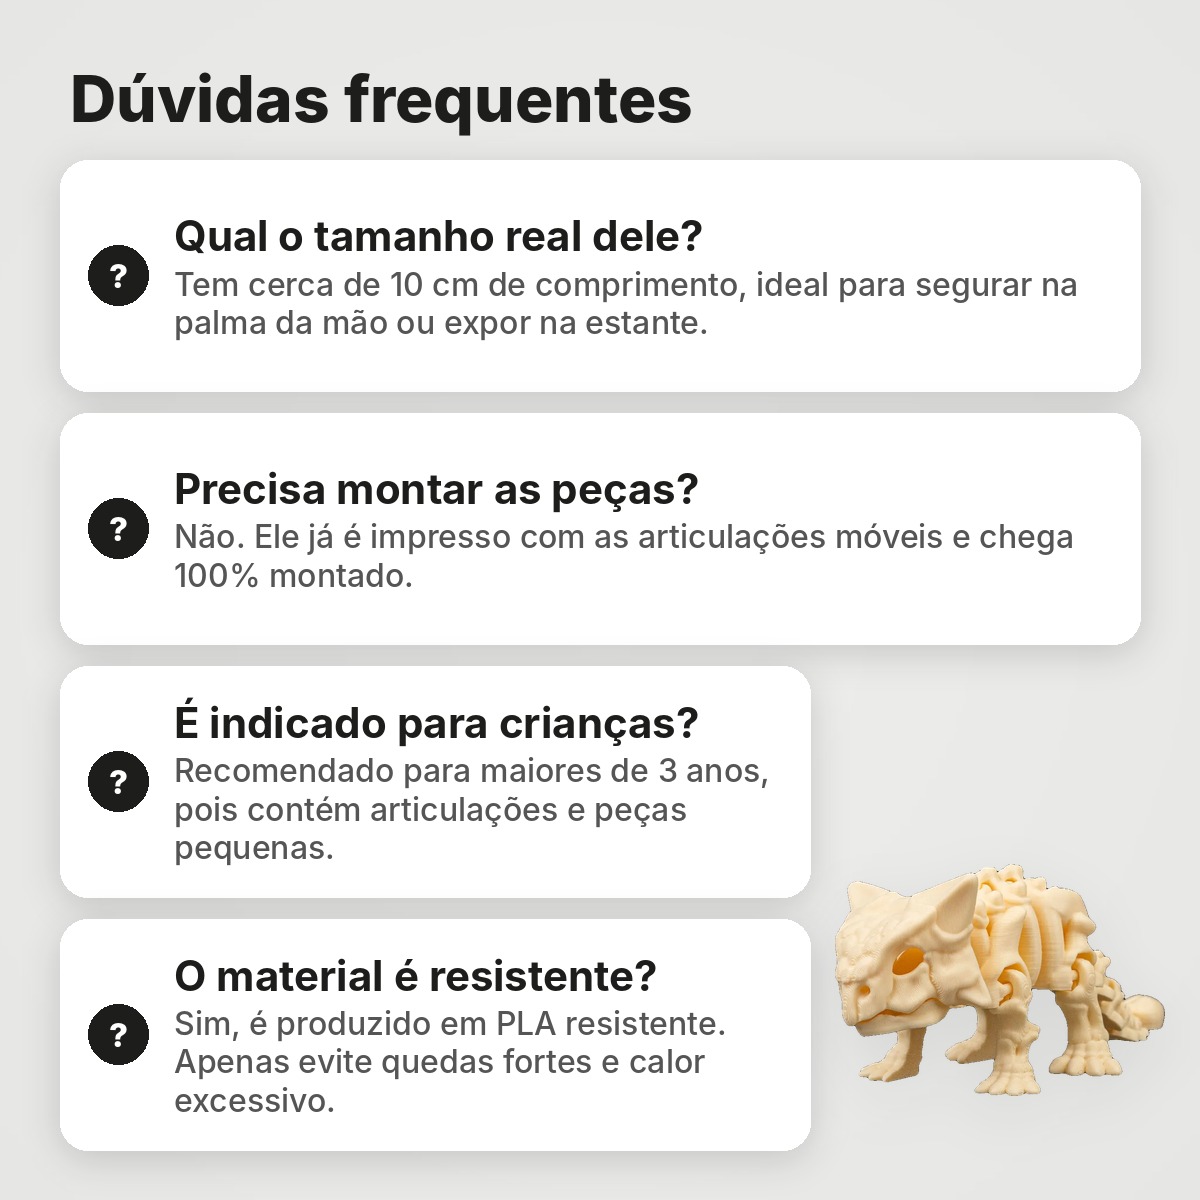 Dúvidas frequentes
?
Qual o tamanho real dele?
Tem cerca de 10 cm de comprimento, ideal para segurar na
palma da mão ou expor na estante.
?
Precisa montar as peças?
Não. Ele já é impresso com as articulações móveis e chega
100% montado.
?
É indicado para crianças?
Recomendado para maiores de 3 anos,
pois contém articulações e peças
pequenas.
?
O material é resistente?
Sim, é produzido em PLA resistente.
Apenas evite quedas fortes e calor
excessivo.